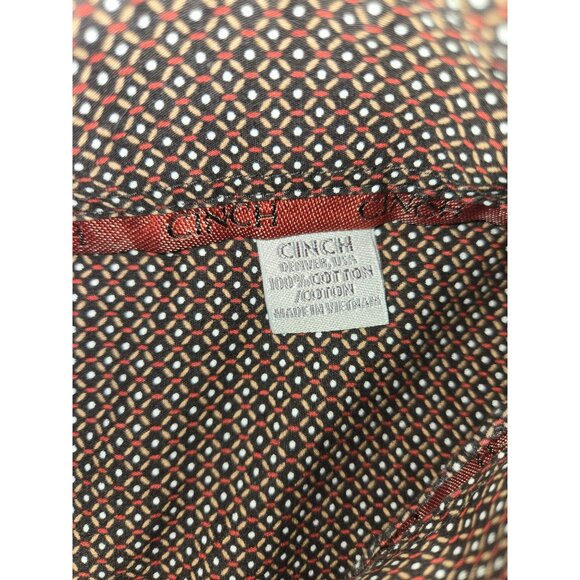 CINCH CINCH
CINCH
DENVER, USA
100% COTTON
/COTON
MADE IN VIETNAM